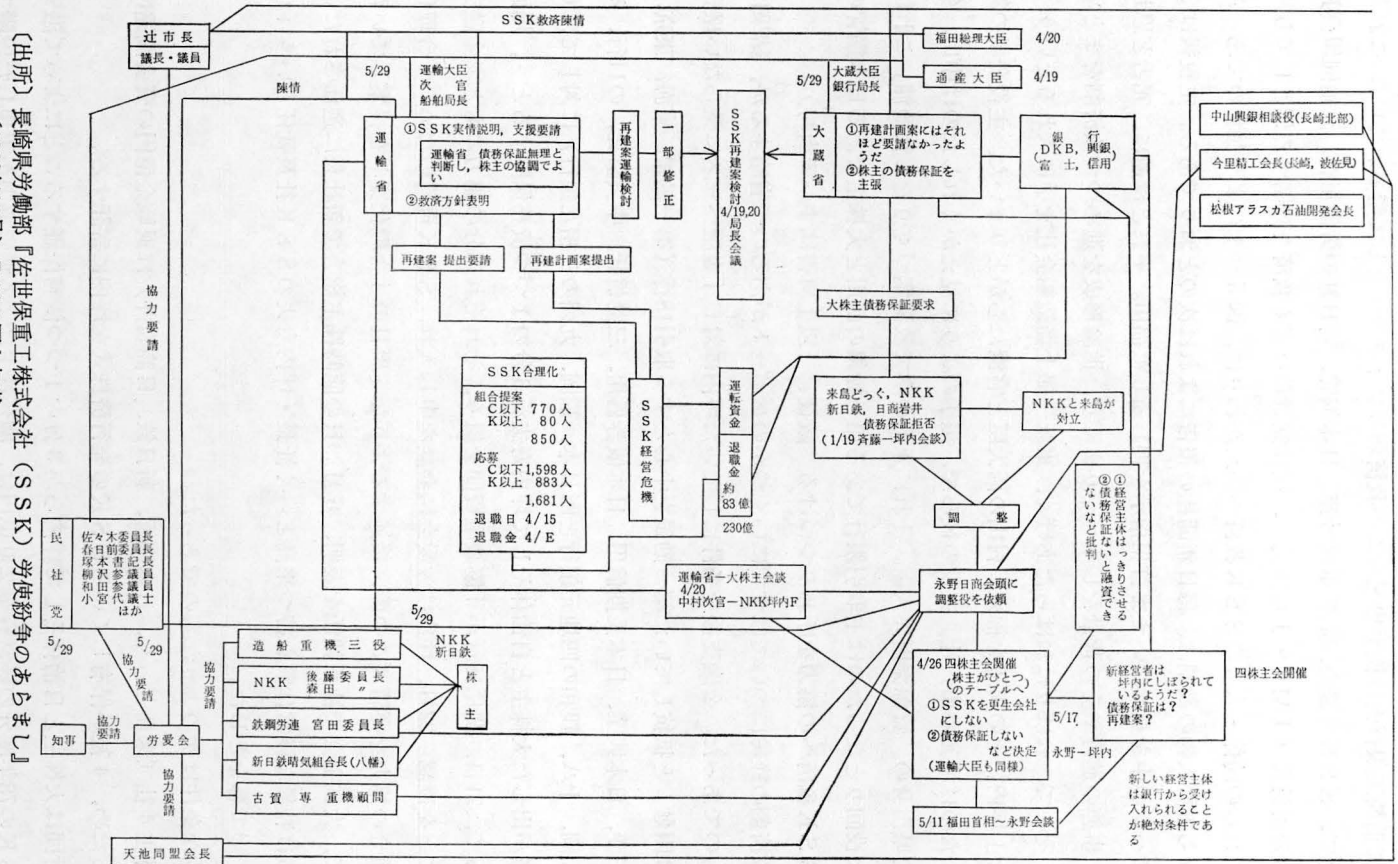 SSK救済陳情
辻市長
議長・議員
福田総理大臣
4/20
通産大臣
4/19
陳情
5/29
運輸大臣
次官
船舶局長
5/29
大蔵大臣
銀行局長
運輸省
①SSK実情説明,支援要請
運輸省 債務保証無理と
判断し,株主の協調でよ
い
②救済方針表明
再建案運輸検討
一部修正
SSK再建案検討
4/19,20
局長会議
大蔵省
①再建計画案にはそれ
ほど要請なかったよ
うだ
②株主の債務保証を
主張
銀行
(DKB,興銀
富士,信用)
中山興銀相談役(長崎北部)
今里精工会長(長崎,波佐見)
松根アラスカ石油開発会長
再建案 提出要請
再建計画案提出
大株主債務保証要求
協力要請
SSK合理化
組合提案
C以下 770人
K以上 80人
850人
応募
C以下1,598人
K以上 883人
1,681人
退職日 4/15
退職金 4/E
SSK経営危機
運転資金
退職金
約
83億
230億
来島どっく,NKK
新日鉄,日商岩井
債務保証拒否
(1/19 斉藤−坪内会談)
NKKと来島が
対立
調整
①経営主体はっきりさせる
②債務保証ないと融資でき
ないなど批判
運輸省−大株主会談
4/20
中村次官−NKK坪内F
永野日商会頭に
調整役を依頼
民社党
佐々木委員長
春日前委員長
塚本書記長
柳沢参議員
和田参議員
小宮代議士
ほか
5/29
5/29
協力要請
協力要請
5/29
造船重機三役
NKK 後藤委員長
森田 〃
鉄鋼労連 宮田委員長
新日鉄晴気組合長(八幡)
古賀 専 重機顧問
NKK
新日鉄
株主
知事
協力
要請
労愛会
協力要請
天池同盟会長
4/26 四株主会開催
(株主がひとつ
のテーブルへ)
①SSKを更生会社
にしない
②債務保証しない
など決定
(運輸大臣も同様)
5/17
永野−坪内
新経営者は
坪内にしぼられて
いるようだ?
債務保証は?
再建案?
四株主会開催
5/11 福田首相〜永野会談
新しい経営主体
は銀行から受け
入れられること
が絶対条件であ
る
〔出所〕長崎県労働部『佐世保重工株式会社(SSK)労使紛争のあらまし』